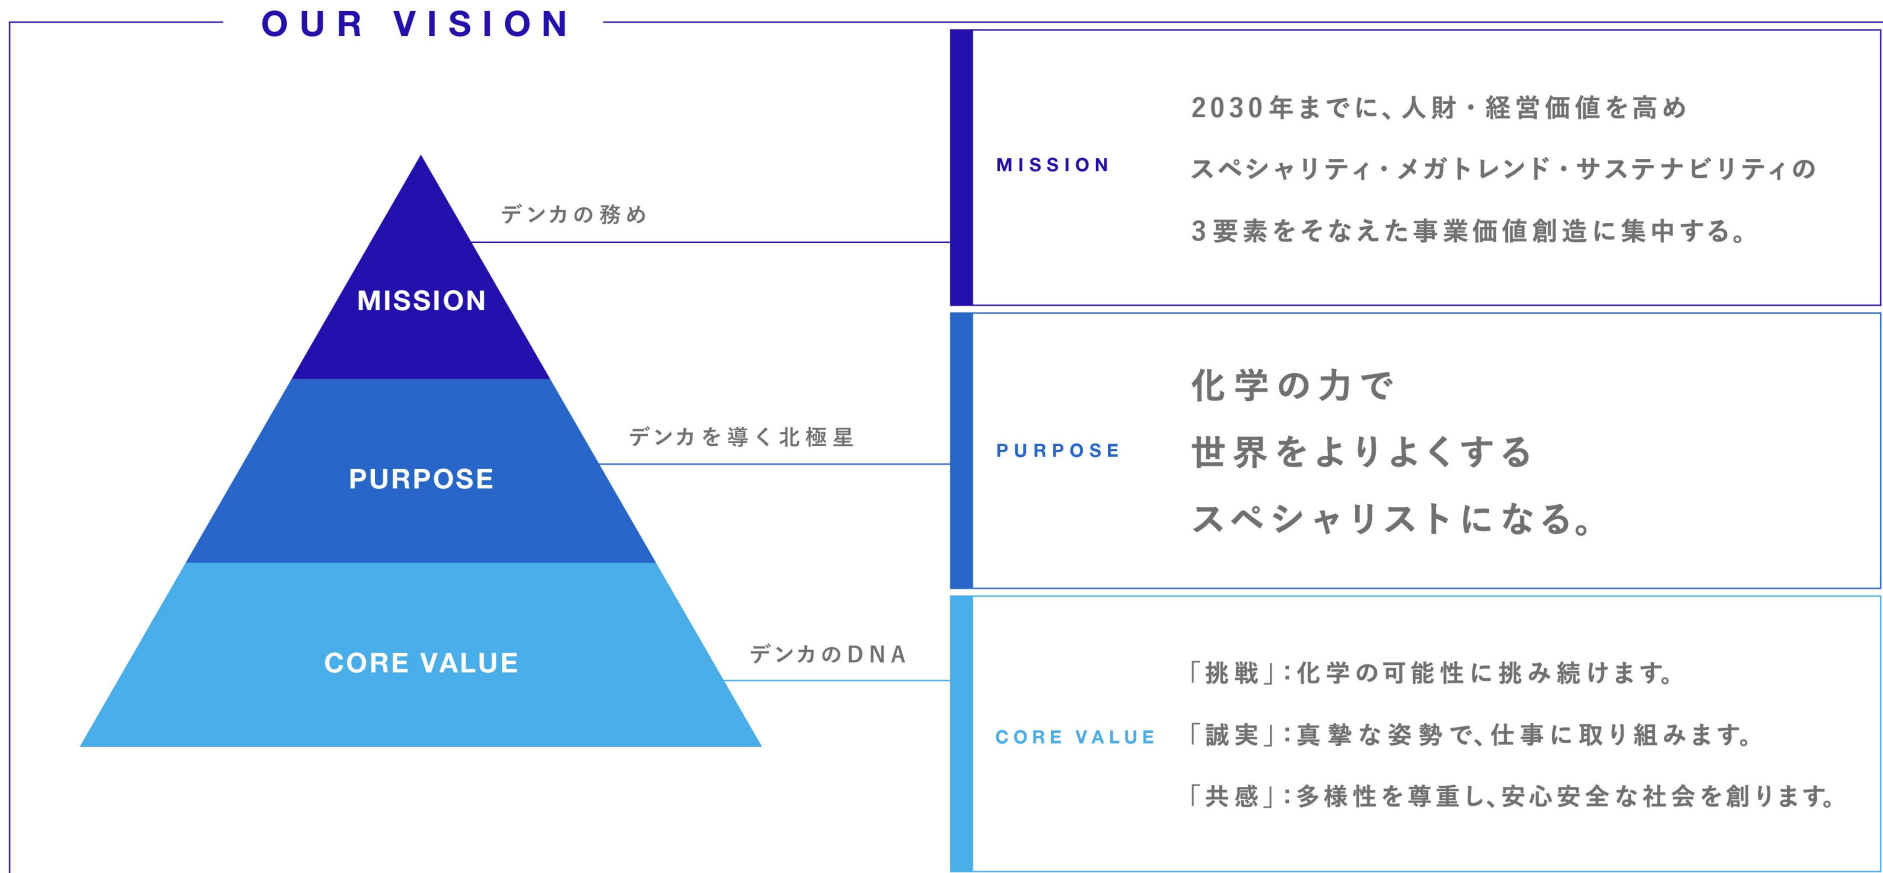 OUR VISION
デンカの務め
MISSION
デンカを導く北極星
PURPOSE
デンカのDNA
CORE VALUE
MISSION
2030年までに、人財・経営価値を高め
スペシャリティ・メガトレンド・サステナビリティの
3要素をそなえた事業価値創造に集中する。
PURPOSE
化学の力で
世界をよりよくする
スペシャリストになる。
CORE VALUE
「挑戦」：化学の可能性に挑み続けます。
「誠実」：真摯な姿勢で、仕事に取り組みます。
「共感」：多様性を尊重し、安心安全な社会を創ります。